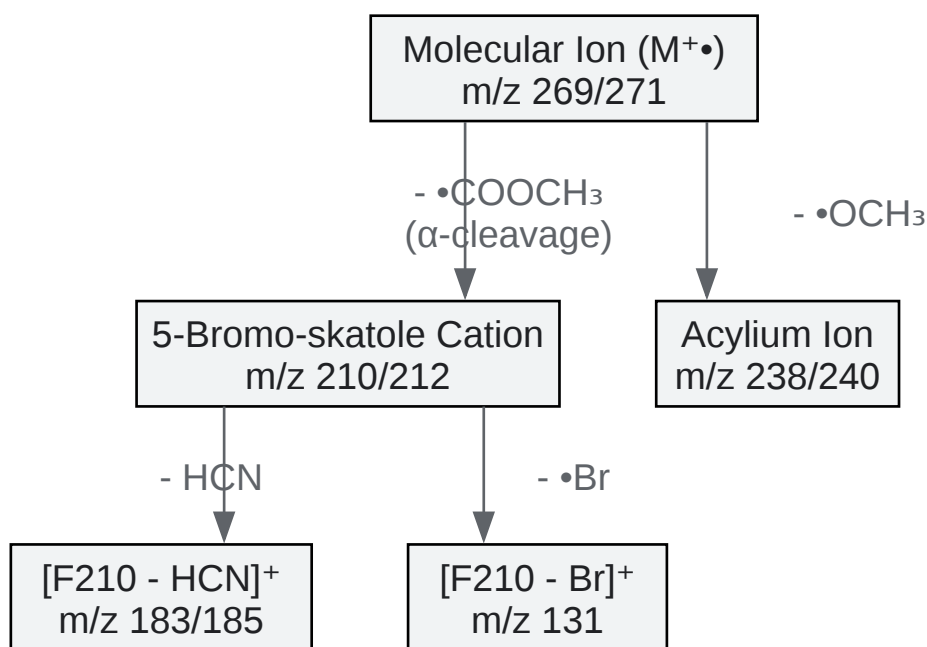 Molecular Ion (M⁺•)
m/z 269/271
- •COOCH₃
(α-cleavage)
- •OCH₃
5-Bromo-skatole Cation
m/z 210/212
Acylium Ion
m/z 238/240
- HCN
- •Br
[F210 - HCN]⁺
m/z 183/185
[F210 - Br]⁺
m/z 131